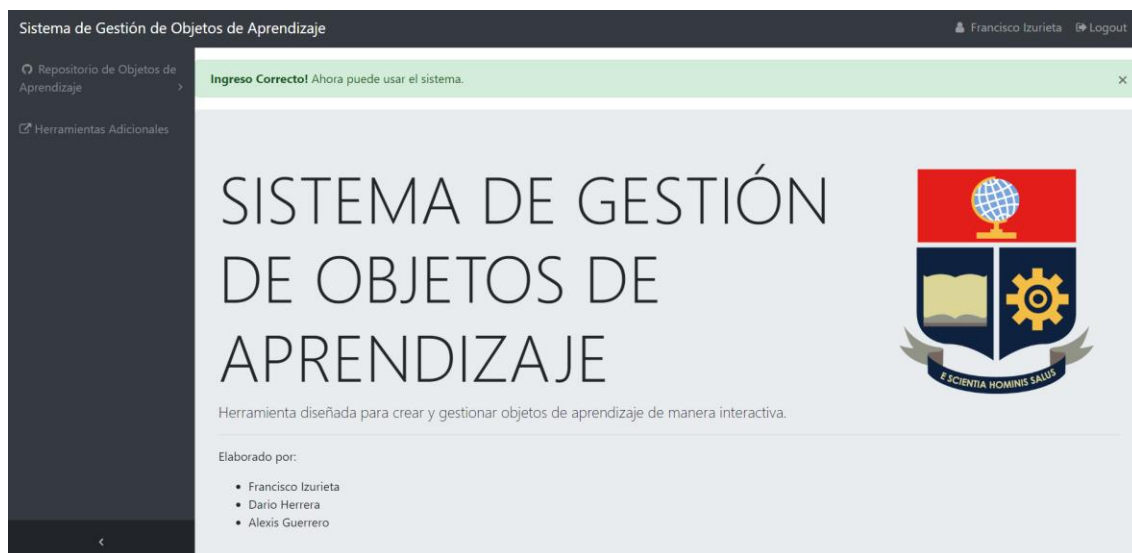 Sistema de Gestión de Objetos de Aprendizaje
Francisco Izurieta Logout
Repositorio de Objetos de
Aprendizaje >
Herramientas Adicionales
Ingreso Correcto! Ahora puede usar el sistema. ×
SISTEMA DE GESTIÓN
DE OBJETOS DE
APRENDIZAJE
E SCIENTIA HOMINIS SALUS
Herramienta diseñada para crear y gestionar objetos de aprendizaje de manera interactiva.
Elaborado por:
• Francisco Izurieta
• Dario Herrera
• Alexis Guerrero
<